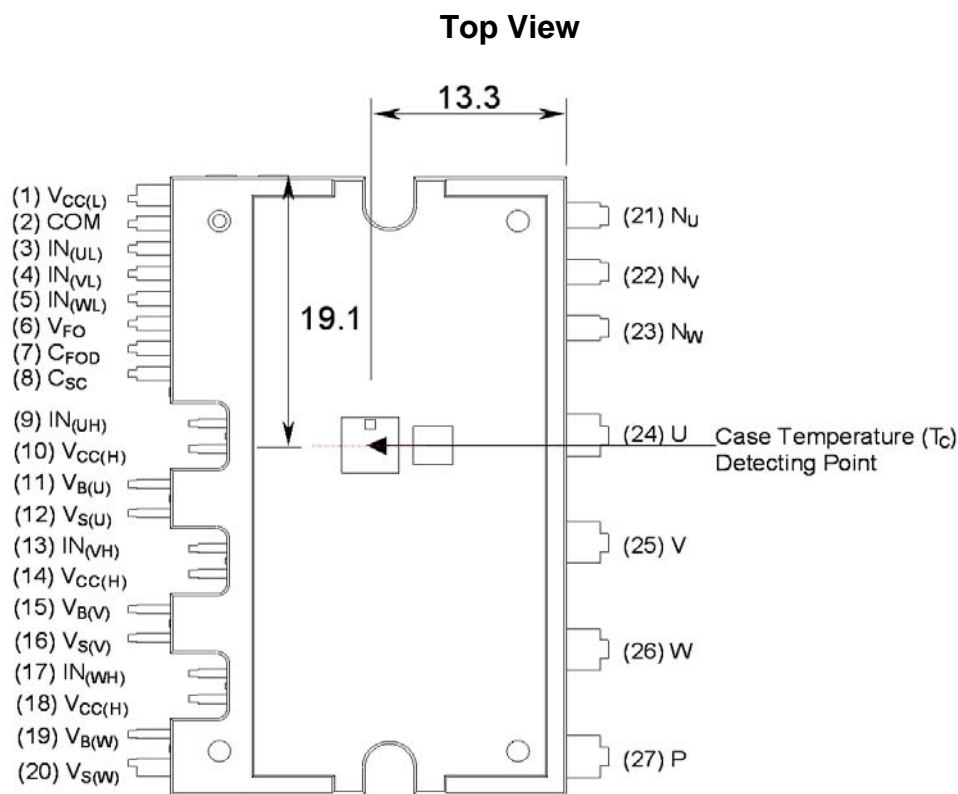 Top View
13.3
19.1
(1) VCC(L)
(2) COM
(3) IN(UL)
(4) IN(VL)
(5) IN(WL)
(6) VFO
(7) CFOD
(8) CSC
(9) IN(UH)
(10) VCC(H)
(11) VB(U)
(12) VS(U)
(13) IN(VH)
(14) VCC(H)
(15) VB(V)
(16) VS(V)
(17) IN(WH)
(18) VCC(H)
(19) VB(W)
(20) VS(W)
(21) NU
(22) NV
(23) NW
(24) U
(25) V
(26) W
(27) P
Case Temperature (TC)
Detecting Point